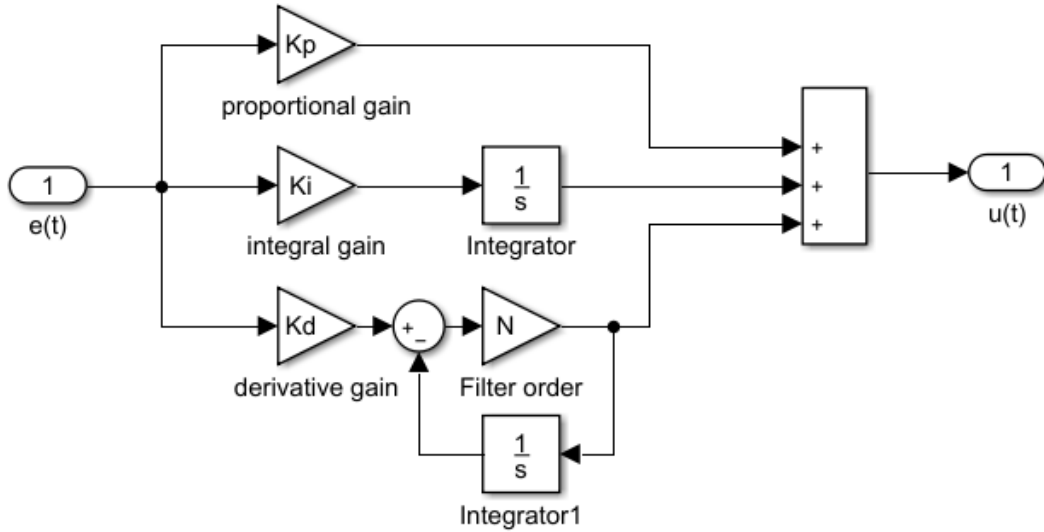 Kp
proportional gain
1
e(t)
Ki
integral gain
1
s
Integrator
+
+
+
1
u(t)
Kd
derivative gain
+
−
N
Filter order
1
s
Integrator1